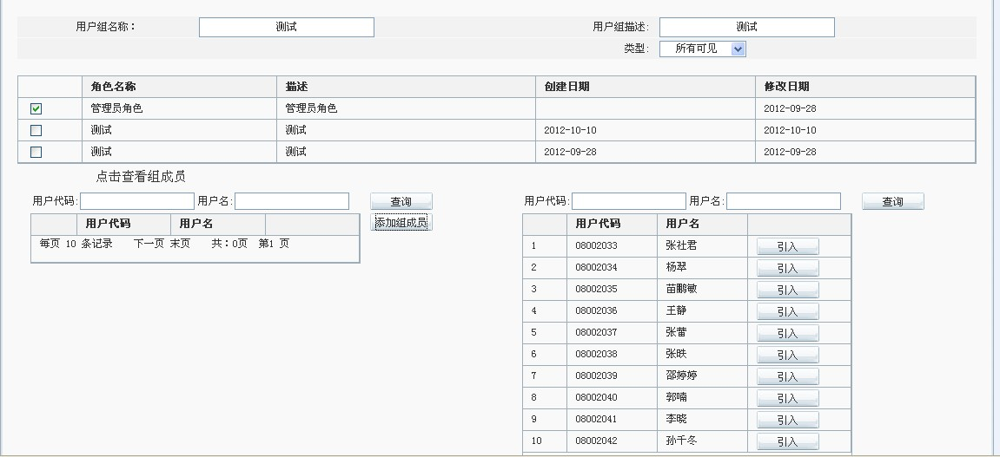 用户组名称： 测试 用户组描述: 测试
类型: 所有可见
角色名称 描述 创建日期 修改日期
管理员角色 管理员角色 2012-09-28
测试 测试 2012-10-10 2012-10-10
测试 测试 2012-09-28 2012-09-28
点击查看组成员
用户代码: 用户名: 查询
添加组成员
用户代码 用户名
每页 10 条记录 下一页 末页 共：0页 第1 页
用户代码: 用户名: 查询
用户代码 用户名
1 08002033 张社君 引入
2 08002034 杨翠 引入
3 08002035 苗鹏敏 引入
4 08002036 王静 引入
5 08002037 张蕾 引入
6 08002038 张昳 引入
7 08002039 邵婷婷 引入
8 08002040 郭喃 引入
9 08002041 李晓 引入
10 08002042 孙千冬 引入